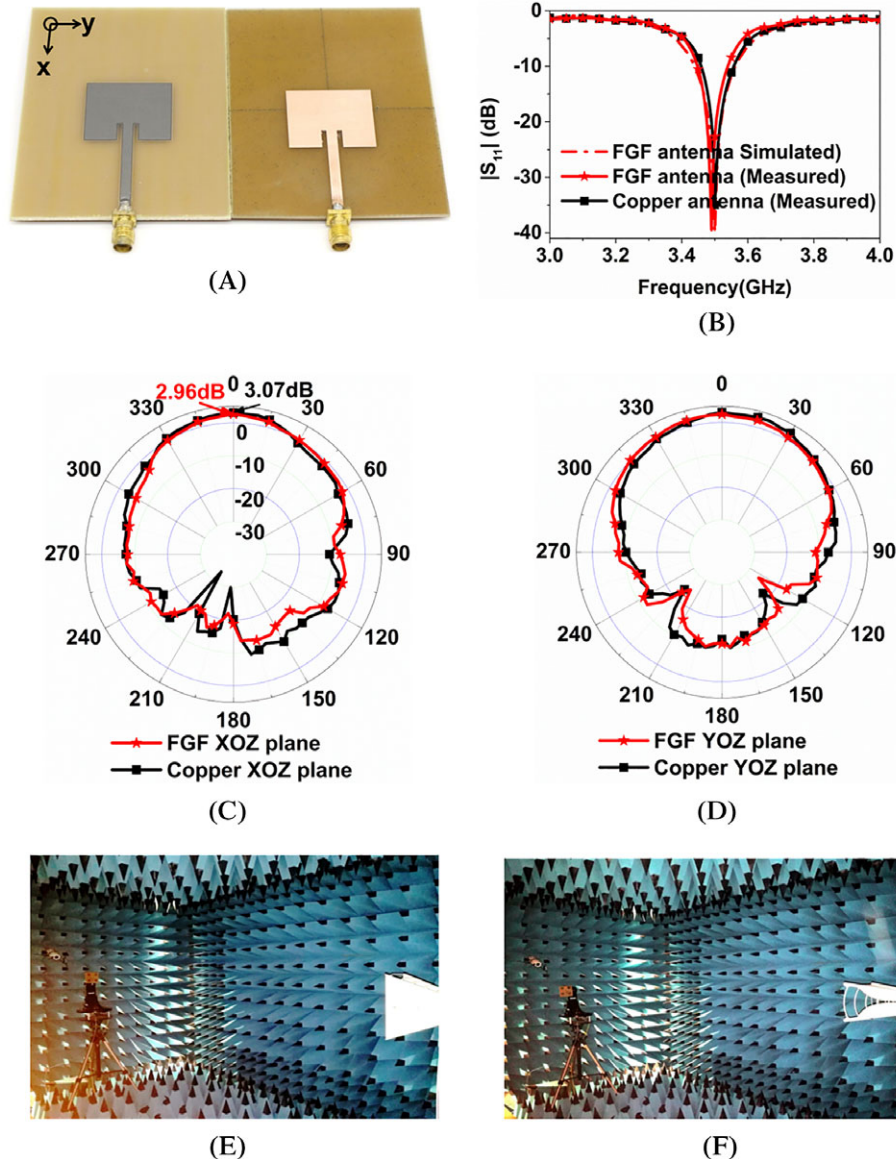 y
x
(A)
0
-10
-20
-30
-40
|S11| (dB)
FGF antenna Simulated)
FGF antenna (Measured)
Copper antenna (Measured)
3.0 3.2 3.4 3.6 3.8 4.0
Frequency(GHz)
(B)
2.96dB 0 3.07dB
330 30
300 60
270 90
240 120
210 150
180
0
-10
-20
-30
FGF XOZ plane
Copper XOZ plane
(C)
0
330 30
300 60
270 90
240 120
210 150
180
FGF YOZ plane
Copper YOZ plane
(D)
(E)
(F)